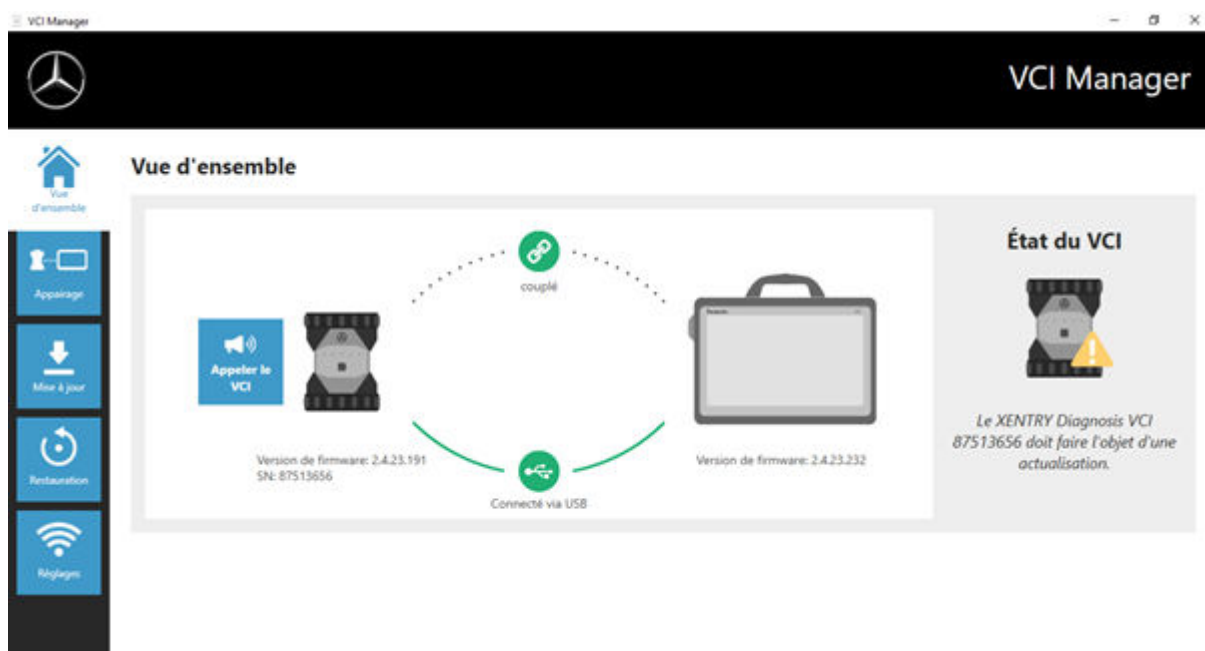 VCI Manager
VCI Manager
Vue
d'ensemble
Vue d'ensemble
Appairage
Mise à jour
Restauration
Réglages
couplé
Appeler le
VCI
Version de firmware: 2.4.23.191
SN: 87513656
Connecté via USB
Version de firmware: 2.4.23.232
État du VCI
Le XENTRY Diagnosis VCI
87513656 doit faire l'objet d'une
actualisation.